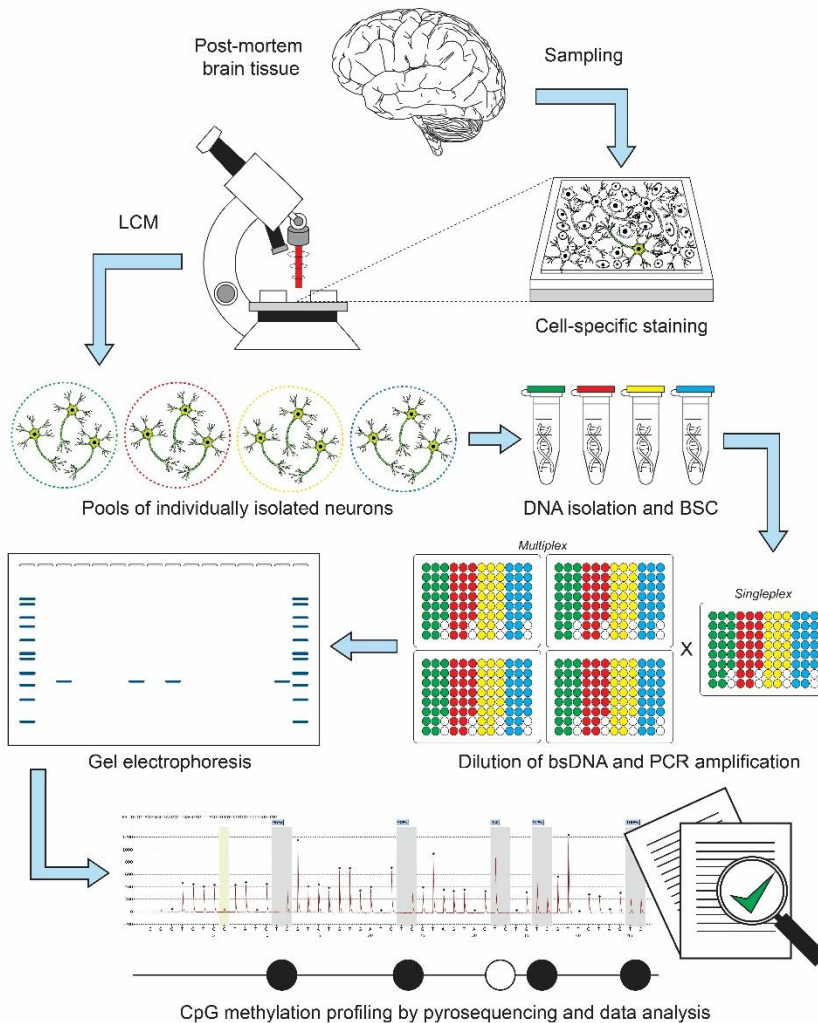 Post-mortem
brain tissue
Sampling
LCM
Cell-specific staining
Pools of individually isolated neurons
DNA isolation and BSC
Multiplex
Singleplex
X
Gel electrophoresis
Dilution of bsDNA and PCR amplification
CpG methylation profiling by pyrosequencing and data analysis